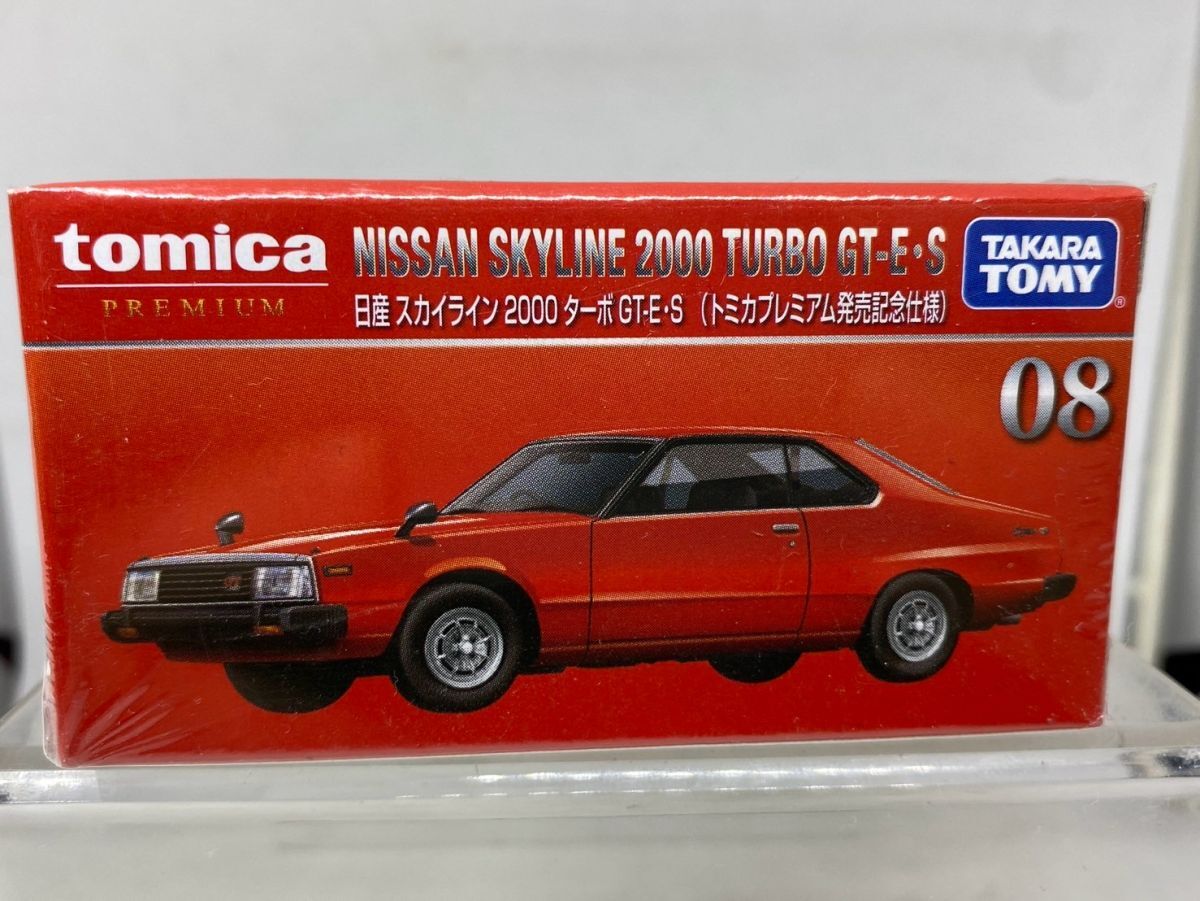 tomica
PREMIUM
NISSAN SKYLINE 2000 TURBO GT-E・S
日産 スカイライン 2000 ターボ GT-E・S （トミカプレミアム発売記念仕様）
TAKARA
TOMY
®
08